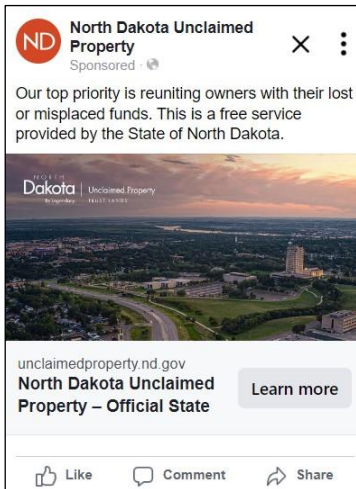 ND
North Dakota Unclaimed
Property
Sponsored ·
Our top priority is reuniting owners with their lost
or misplaced funds. This is a free service
provided by the State of North Dakota.
NORTH
Dakota | Unclaimed Property
Be Legendary. TRUST LANDS
unclaimedproperty.nd.gov
North Dakota Unclaimed
Property – Official State
Learn more
Like Comment Share